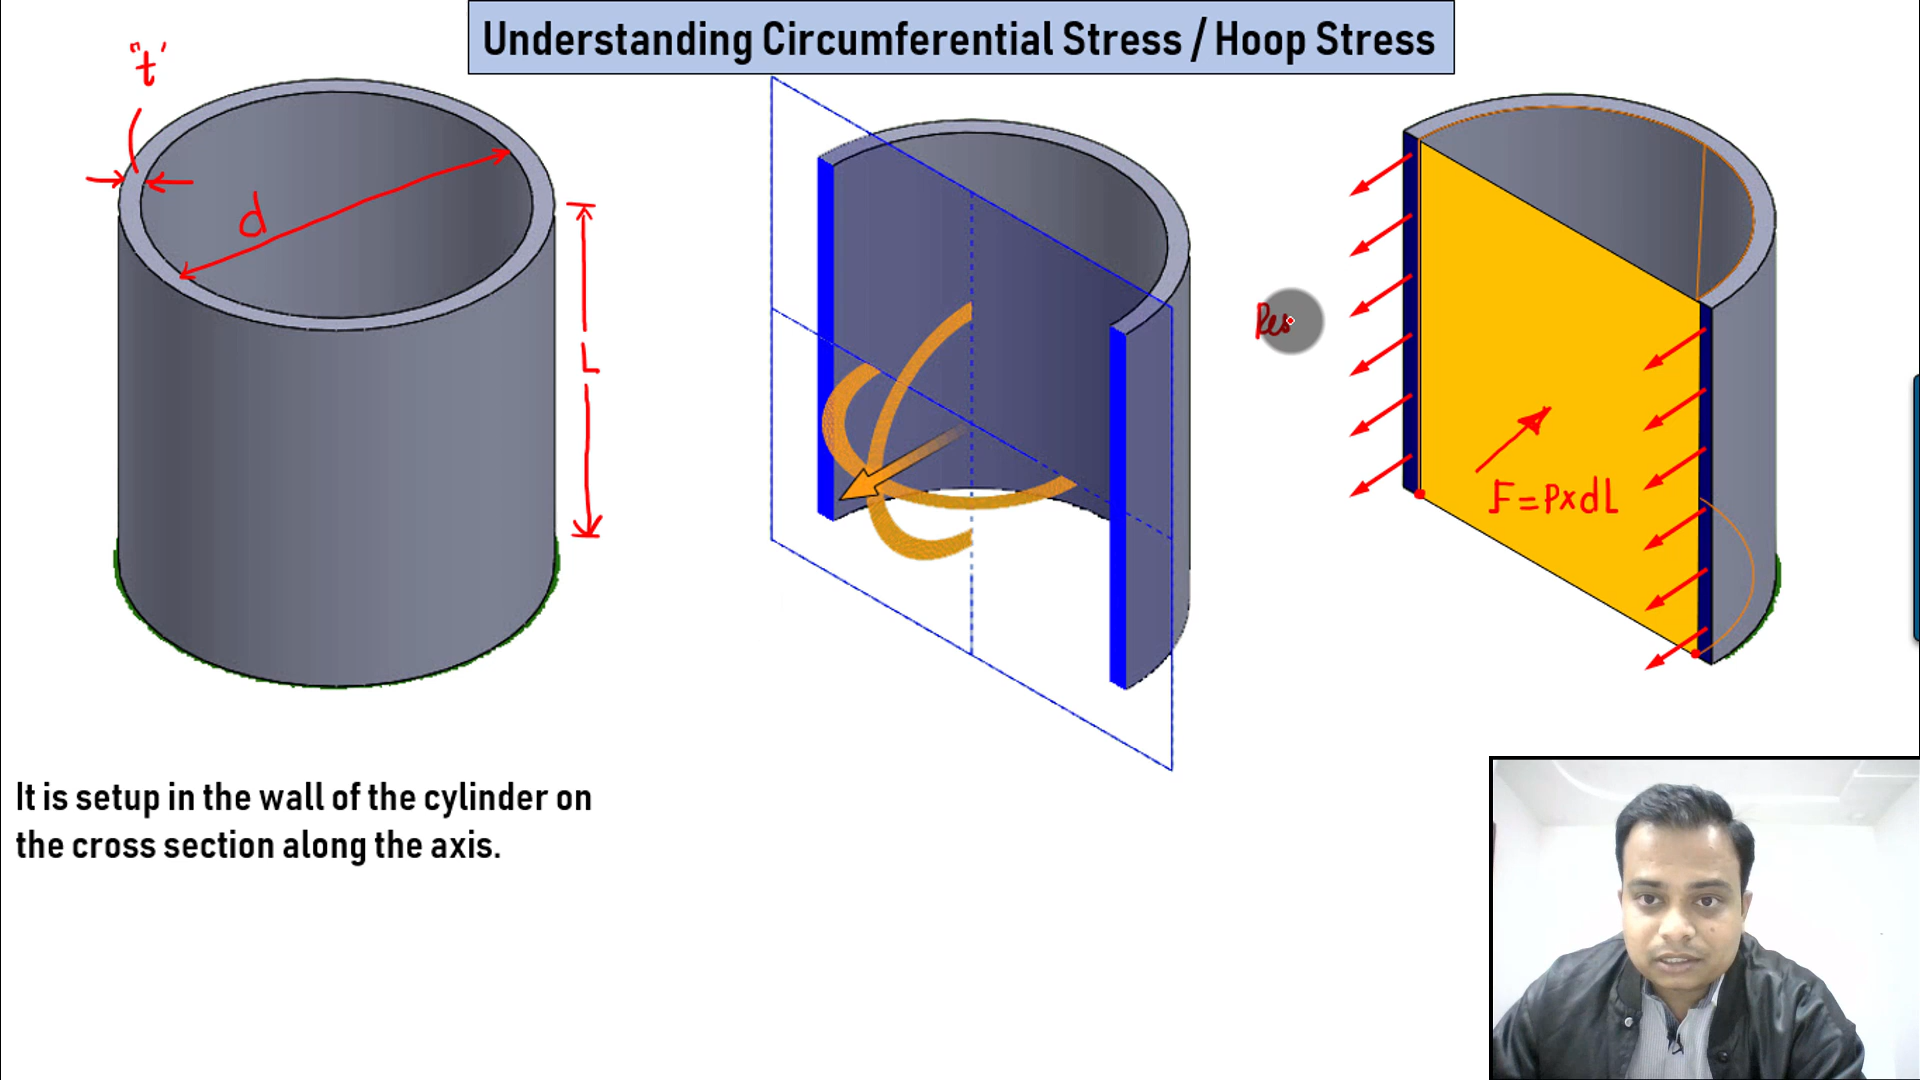 Understanding Circumferential Stress / Hoop Stress
"t"
d
L
Res
F = P x dL
It is setup in the wall of the cylinder on
the cross section along the axis.